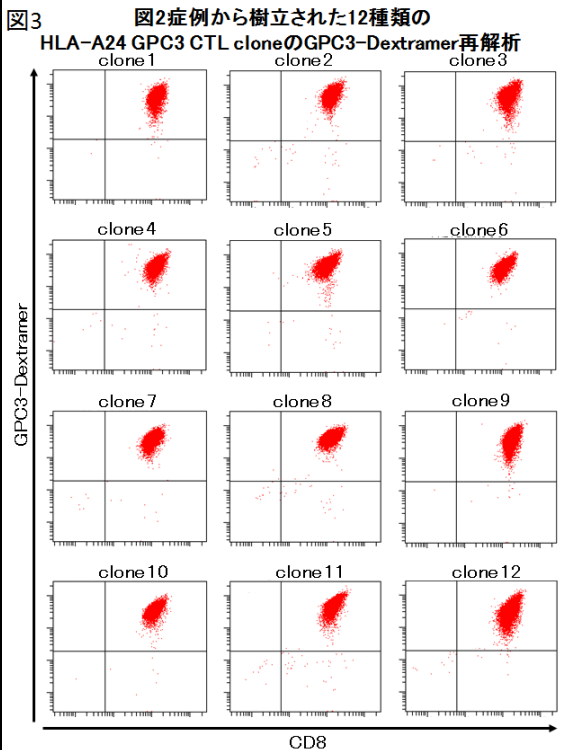 図3
図2症例から樹立された12種類の
HLA-A24 GPC3 CTL cloneのGPC3-Dextramer再解析
clone1
clone2
clone3
clone4
clone5
clone6
clone7
clone8
clone9
clone10
clone11
clone12
GPC3-Dextramer
CD8